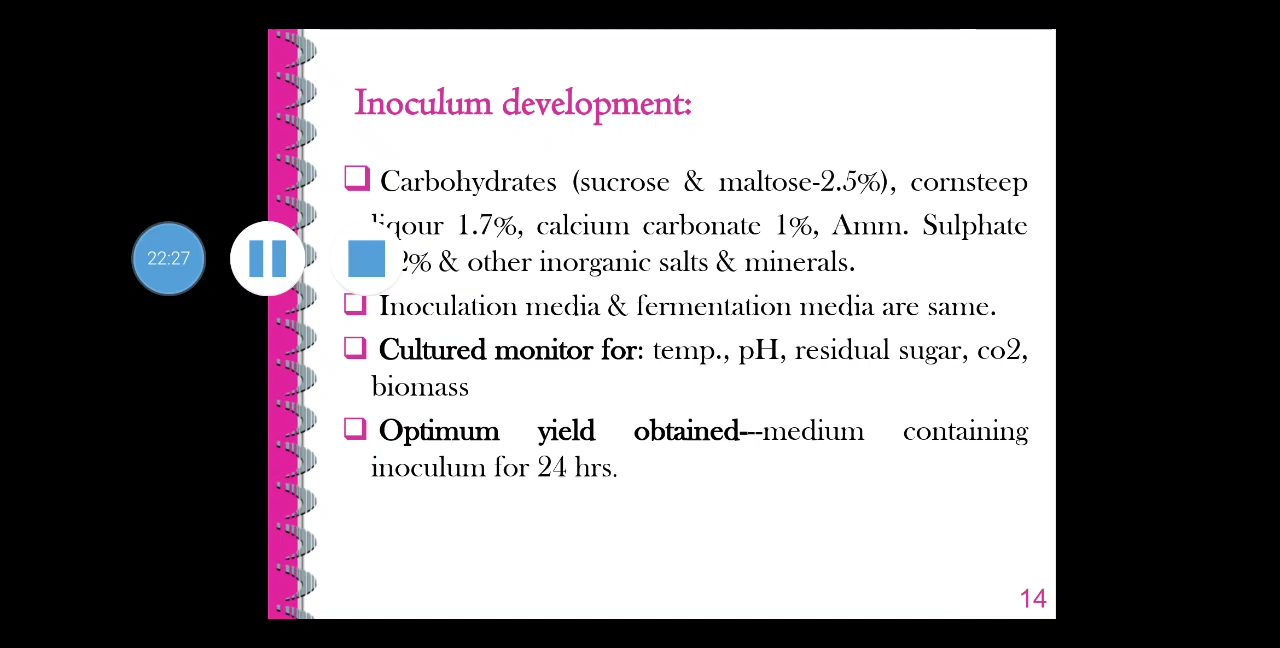 Inoculum development:
Carbohydrates (sucrose & maltose-2.5%), cornsteep
liqour 1.7%, calcium carbonate 1%, Amm. Sulphate
2% & other inorganic salts & minerals.
22:27
Inoculation media & fermentation media are same.
Cultured monitor for: temp., pH, residual sugar, co2,
biomass
Optimum yield obtained---medium containing
inoculum for 24 hrs.
14